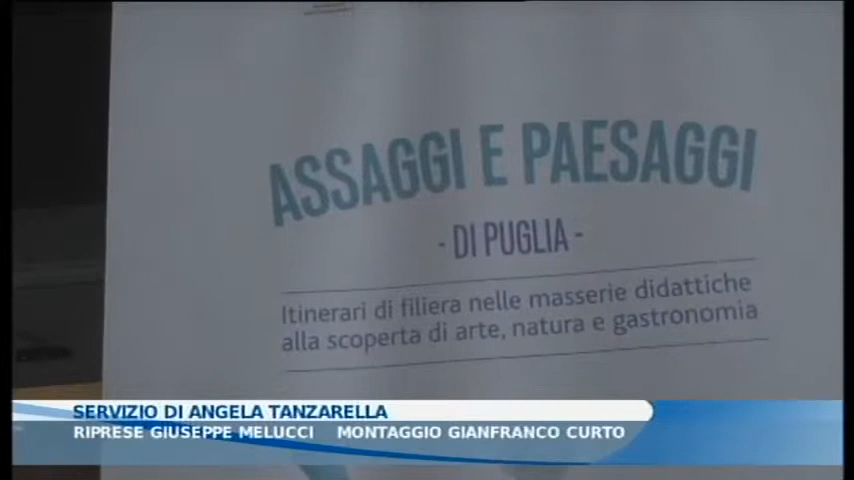 ASSAGGI E PAESAGGI
- DI PUGLIA -
Itinerari di filiera nelle masserie didattiche
alla scoperta di arte, natura e gastronomia
SERVIZIO DI ANGELA TANZARELLA
RIPRESE GIUSEPPE MELUCCI MONTAGGIO GIANFRANCO CURTO